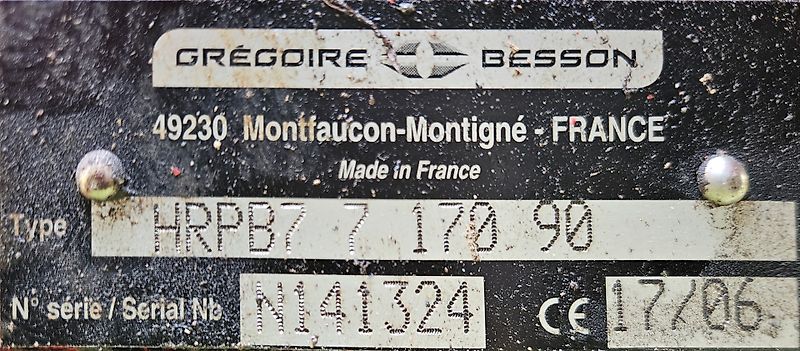 GRÉGOIRE BESSON
49230 Montfaucon-Montigné - FRANCE
Made in France
Type HRPB7 7 170 90
N° série / Serial Nb N141324 CE 17/06